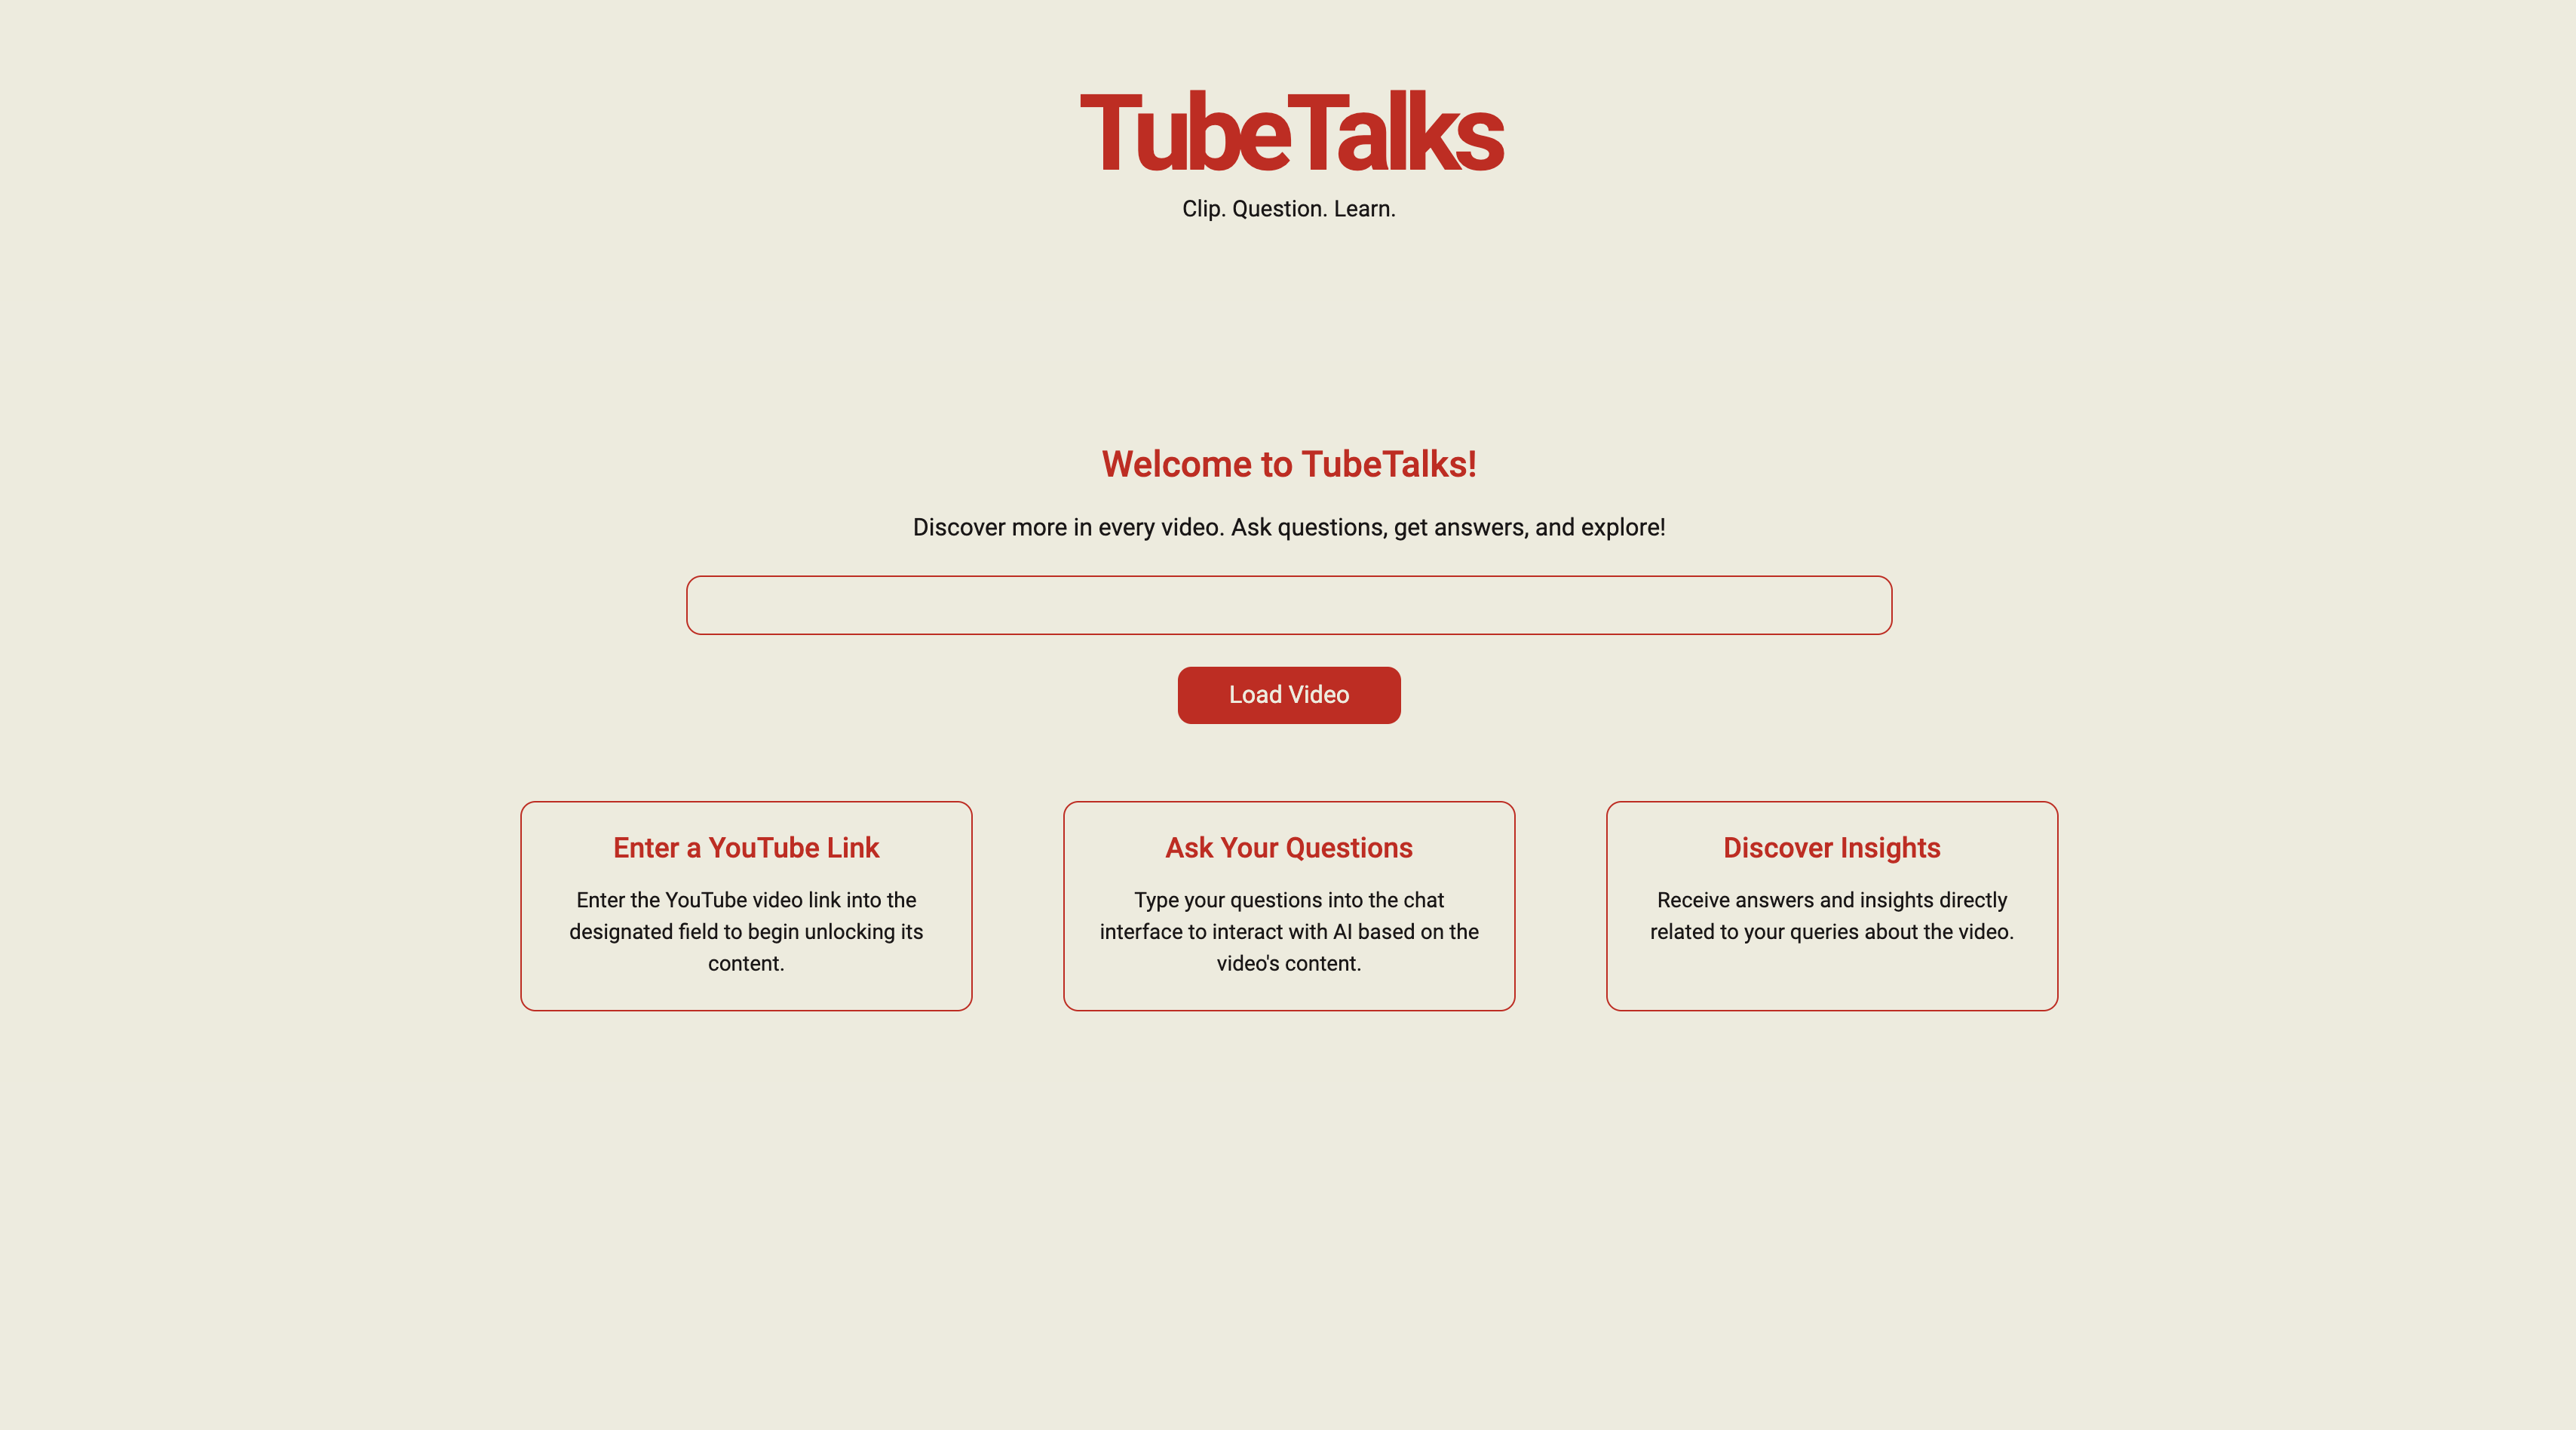 TubeTalks
Clip. Question. Learn.
Welcome to TubeTalks!
Discover more in every video. Ask questions, get answers, and explore!
Load Video
Enter a YouTube Link
Enter the YouTube video link into the
designated field to begin unlocking its
content.
Ask Your Questions
Type your questions into the chat
interface to interact with AI based on the
video's content.
Discover Insights
Receive answers and insights directly
related to your queries about the video.